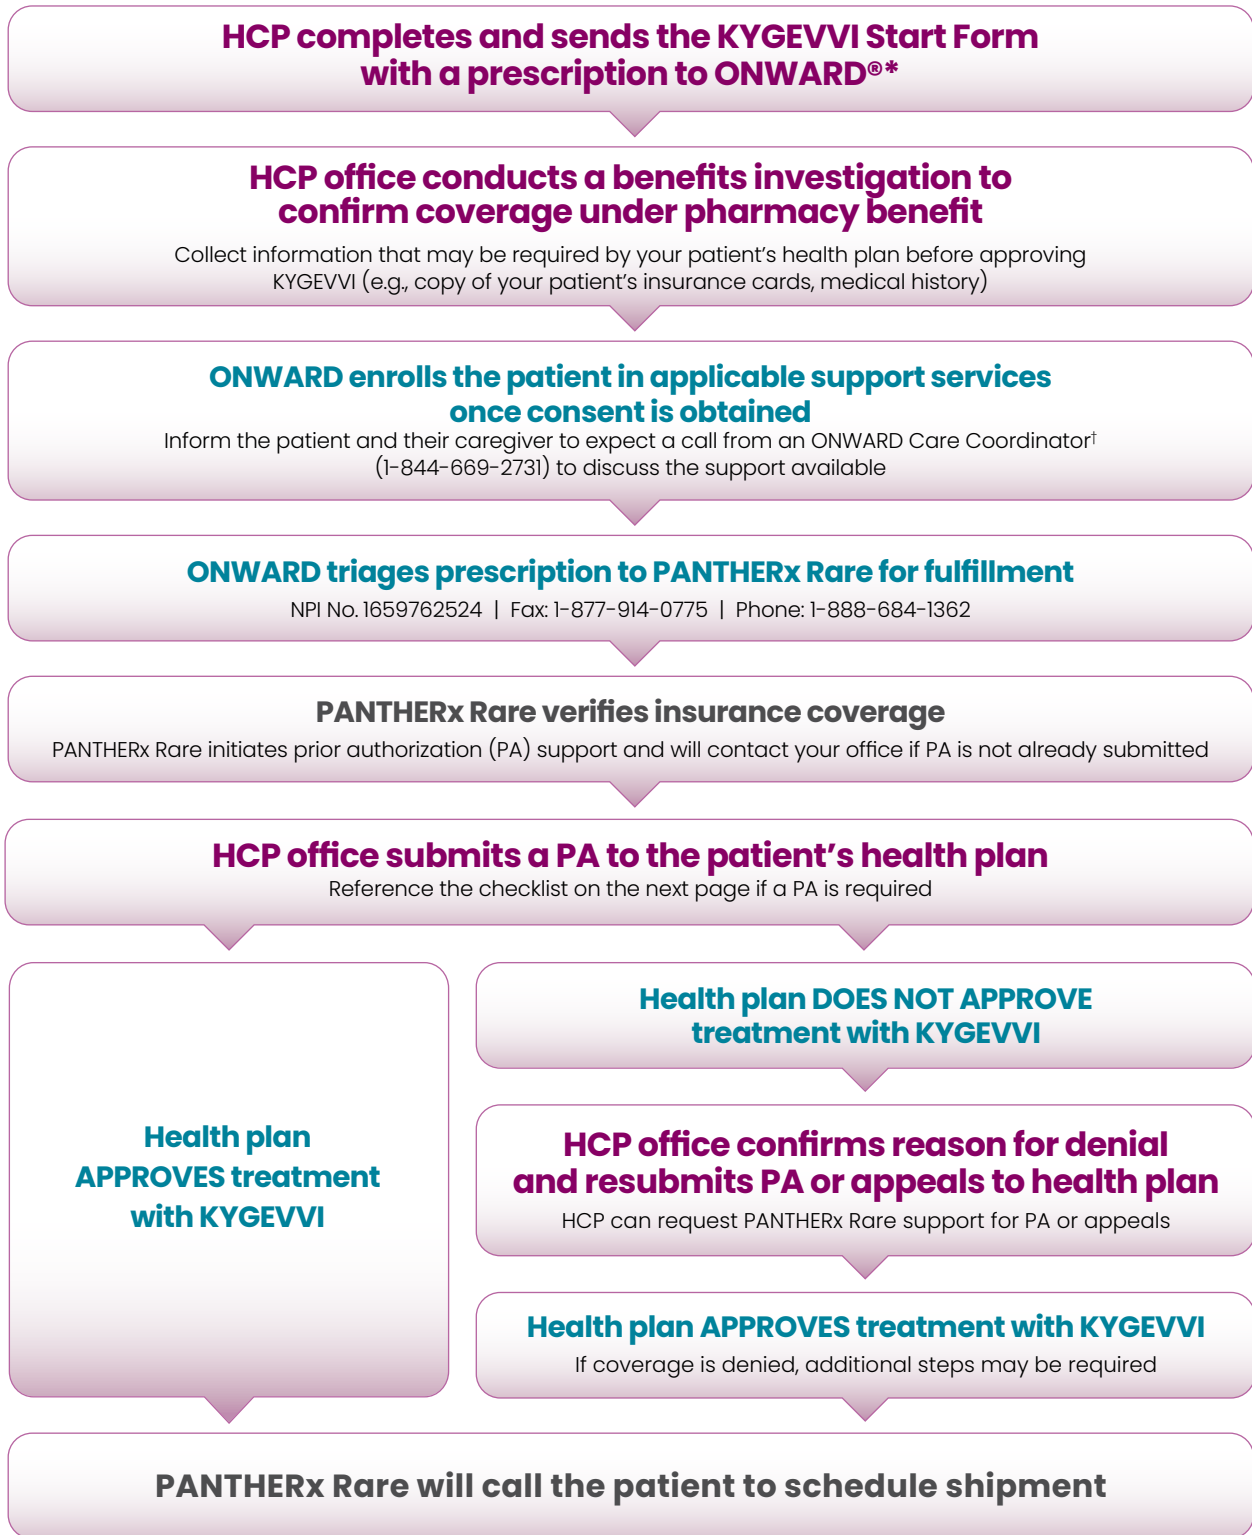 HCP completes and sends the KYGEVVI Start Form
with a prescription to ONWARD®*
HCP office conducts a benefits investigation to
confirm coverage under pharmacy benefit
Collect information that may be required by your patient's health plan before approving
KYGEVVI (e.g., copy of your patient's insurance cards, medical history)
ONWARD enrolls the patient in applicable support services
once consent is obtained
Inform the patient and their caregiver to expect a call from an ONWARD Care Coordinator†
(1-844-669-2731) to discuss the support available
ONWARD triages prescription to PANTHERx Rare for fulfillment
NPI No. 1659762524 | Fax: 1-877-914-0775 | Phone: 1-888-684-1362
PANTHERx Rare verifies insurance coverage
PANTHERx Rare initiates prior authorization (PA) support and will contact your office if PA is not already submitted
HCP office submits a PA to the patient's health plan
Reference the checklist on the next page if a PA is required
Health plan
APPROVES treatment
with KYGEVVI
Health plan DOES NOT APPROVE
treatment with KYGEVVI
HCP office confirms reason for denial
and resubmits PA or appeals to health plan
HCP can request PANTHERx Rare support for PA or appeals
Health plan APPROVES treatment with KYGEVVI
If coverage is denied, additional steps may be required
PANTHERx Rare will call the patient to schedule shipment